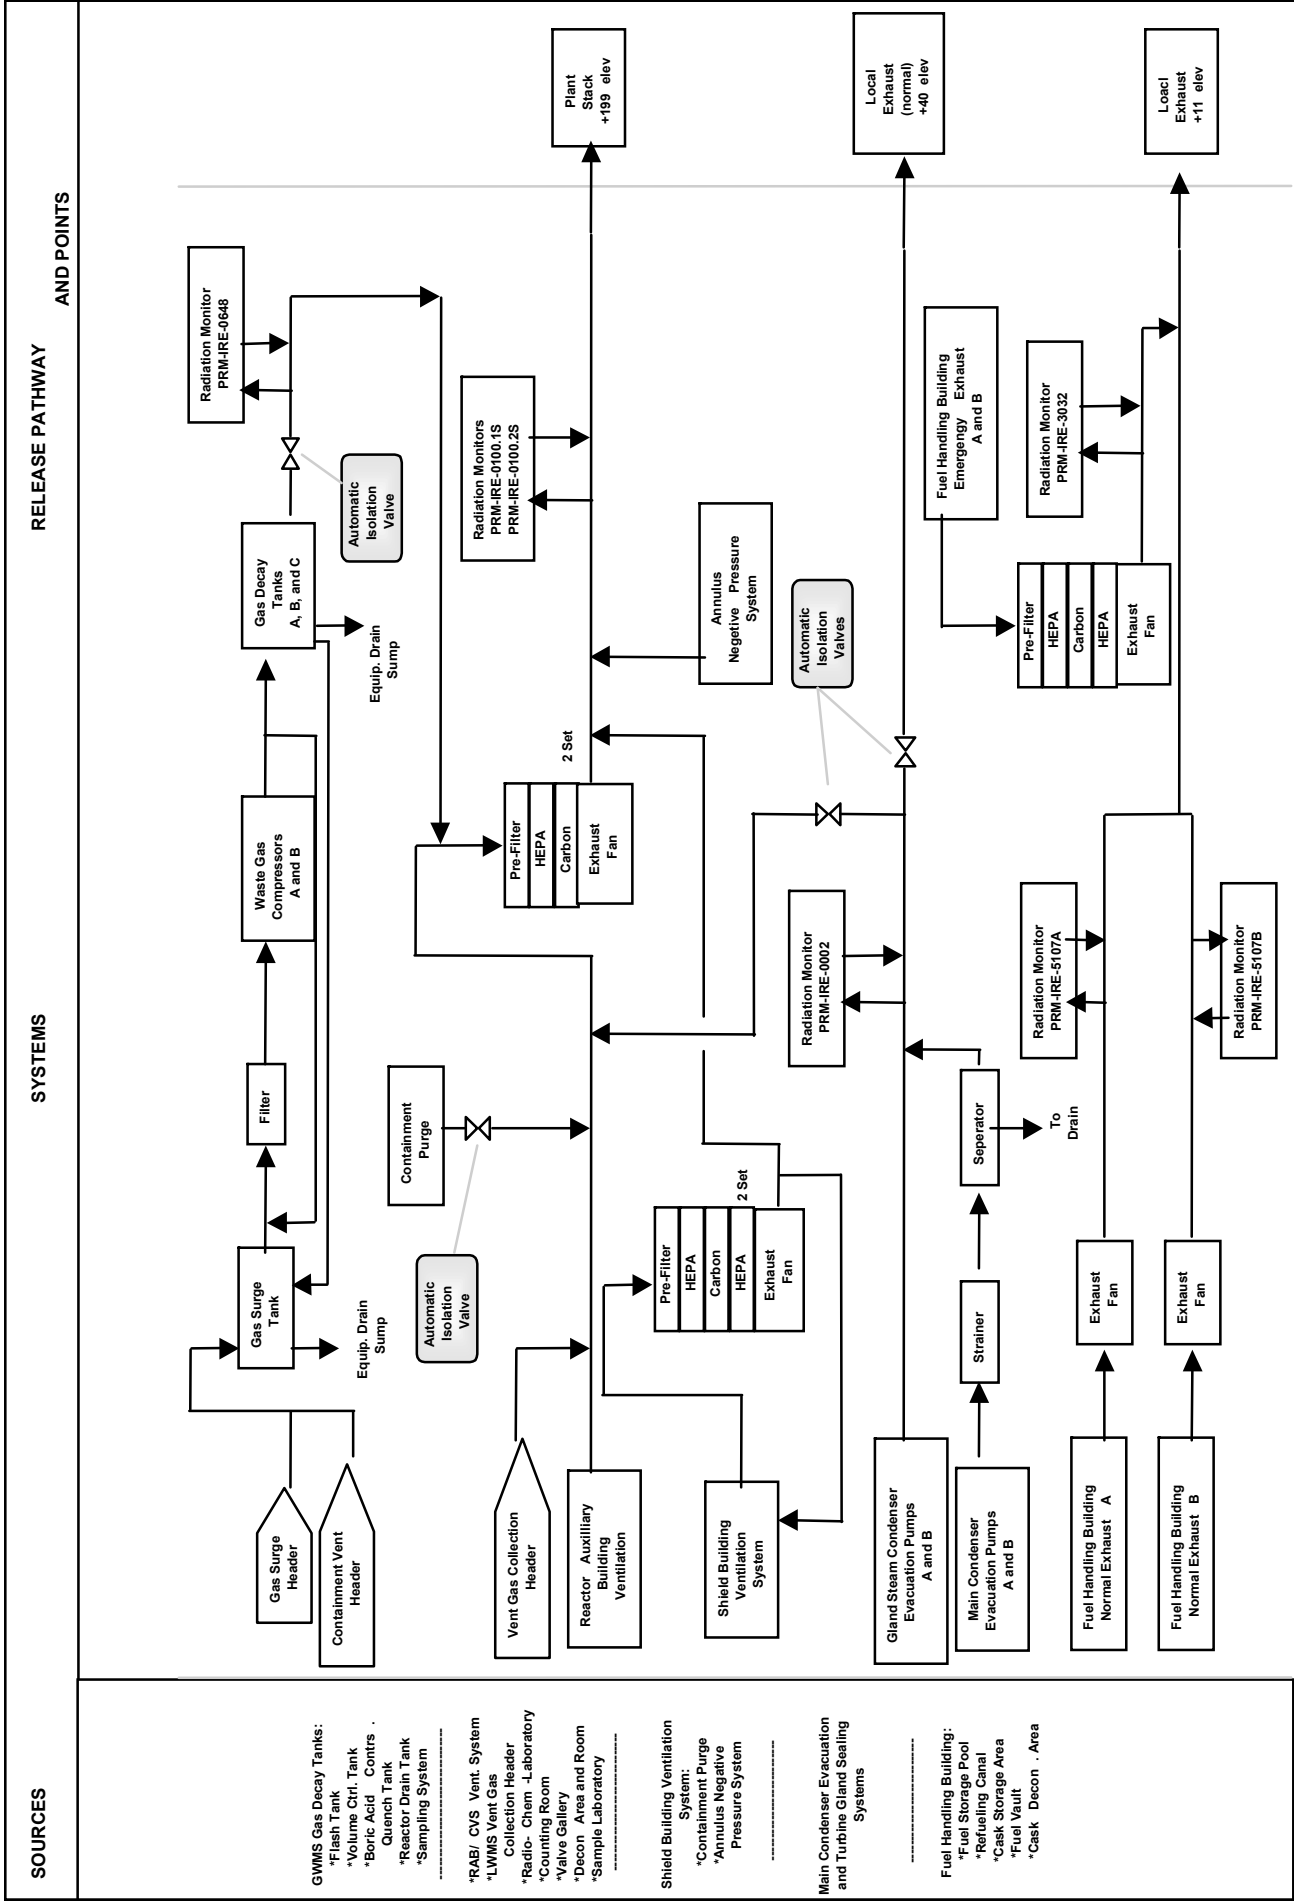 SOURCES
SYSTEMS
RELEASE PATHWAY
AND POINTS
GWMS Gas Decay Tanks:
*Flash Tank
*Volume Ctrl. Tank
*Boric Acid Contrs .
Quench Tank
*Reactor Drain Tank
*Sampling System
--------------------------------
*RAB/ CVS Vent. System
*LWMS Vent Gas
Collection Header
*Radio- Chem -Laboratory
*Counting Room
*Valve Gallery
*Decon Area and Room
*Sample Laboratory
-----------------------------
Shield Building Ventilation
System:
*Containment Purge
*Annulus Negative
Pressure System
--------------------------
Main Condenser Evacuation
and Turbine Gland Sealing
Systems
---------------------------
Fuel Handling Building:
*Fuel Storage Pool
*Refueling Canal
*Cask Storage Area
*Fuel Vault
*Cask Decon . Area
Gas Surge
Header
Containment Vent
Header
Gas Surge
Tank
Equip. Drain
Sump
Filter
Waste Gas
Compressors
A and B
Gas Decay
Tanks
A, B, and C
Equip. Drain
Sump
Automatic
Isolation
Valve
Radiation Monitor
PRM-IRE-0648
Vent Gas Collection
Header
Reactor Auxilliary
Building
Ventilation
Automatic
Isolation
Valve
Containment
Purge
Pre-Filter
HEPA
Carbon
Exhaust
Fan
2 Set
Radiation Monitors
PRM-IRE-0100.1S
PRM-IRE-0100.2S
Plant
Stack
+199 elev
Shield Building
Ventilation
System
Pre-Filter
HEPA
Carbon
HEPA
Exhaust
Fan
2 Set
Annulus
Negetive Pressure
System
Automatic
Isolation
Valves
Gland Steam Condenser
Evacuation Pumps
A and B
Radiation Monitor
PRM-IRE-0002
Local
Exhaust
(normal)
+40 elev
Main Condenser
Evacuation Pumps
A and B
Strainer
Seperator
To
Drain
Fuel Handling Building
Emergengy Exhaust
A and B
Pre-Filter
HEPA
Carbon
HEPA
Exhaust
Fan
Radiation Monitor
PRM-IRE-3032
Fuel Handling Building
Normal Exhaust A
Exhaust
Fan
Radiation Monitor
PRM-IRE-5107A
Fuel Handling Building
Normal Exhaust B
Exhaust
Fan
Radiation Monitor
PRM-IRE-5107B
Loacl
Exhaust
+11 elev